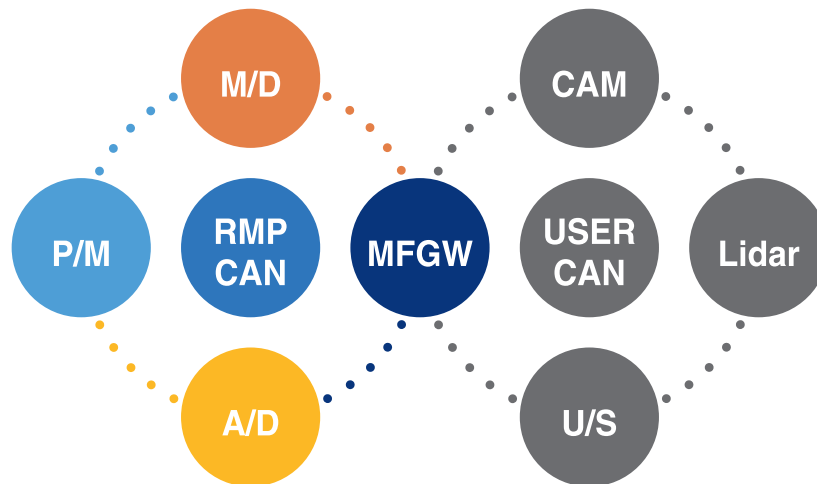 M/D
CAM
P/M
RMP
CAN
MFGW
USER
CAN
Lidar
A/D
U/S